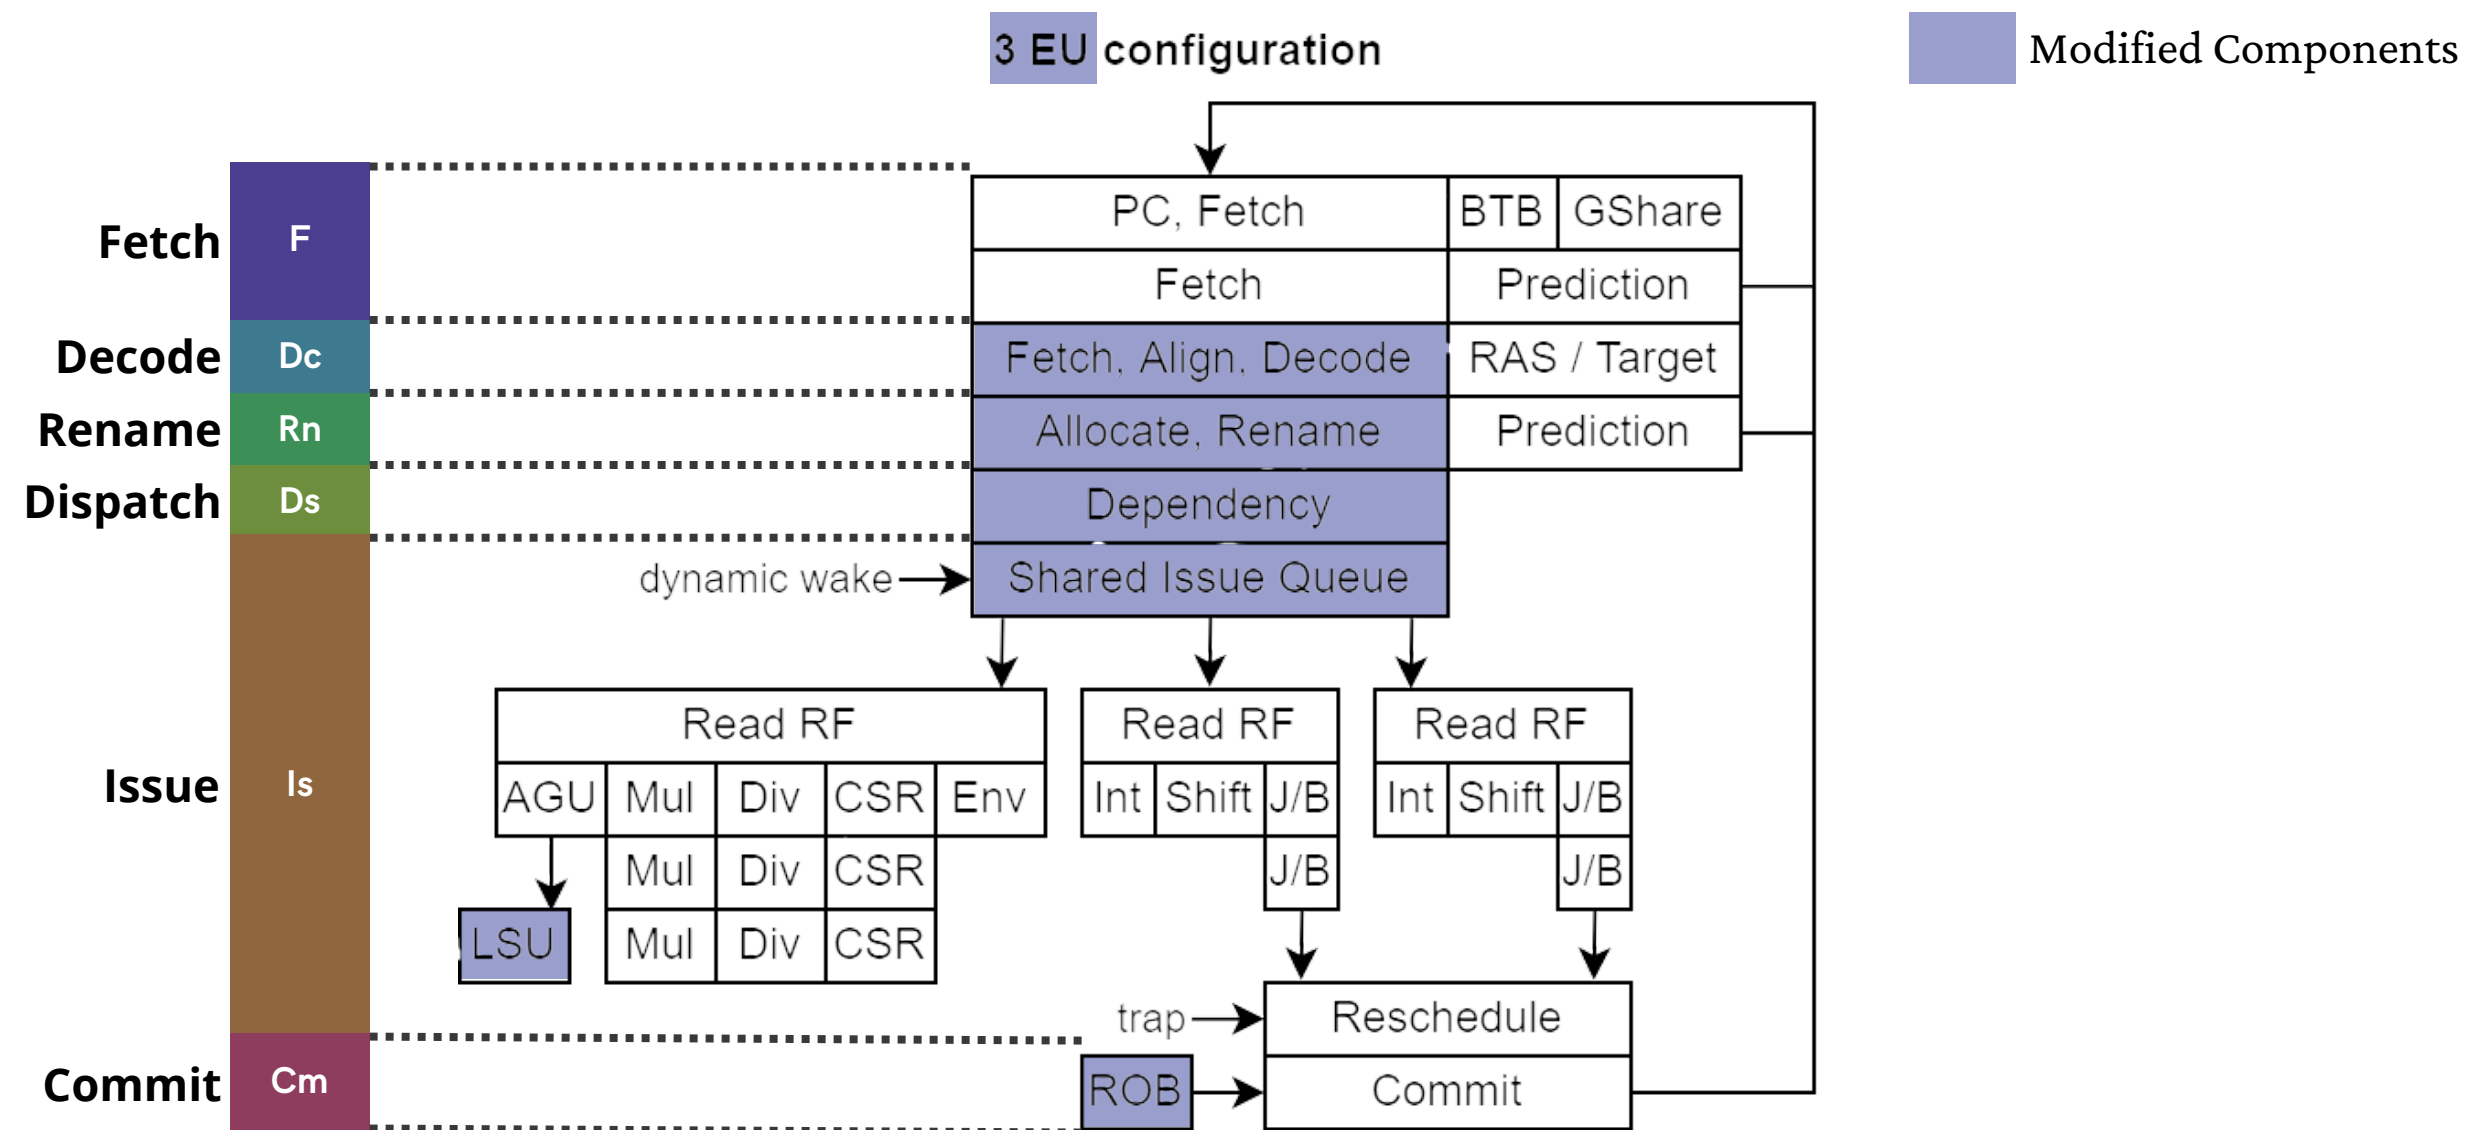 3 EU configuration
Modified Components
Fetch
F
PC, Fetch
BTB
GShare
Fetch
Prediction
Decode
Dc
Fetch, Align, Decode
RAS / Target
Rename
Rn
Allocate, Rename
Prediction
Dispatch
Ds
Dependency
dynamic wake
Shared Issue Queue
Issue
Is
Read RF
Read RF
Read RF
AGU
Mul
Div
CSR
Env
Int
Shift
J/B
Int
Shift
J/B
Mul
Div
CSR
J/B
J/B
LSU
Mul
Div
CSR
trap
Reschedule
Commit
Cm
ROB
Commit